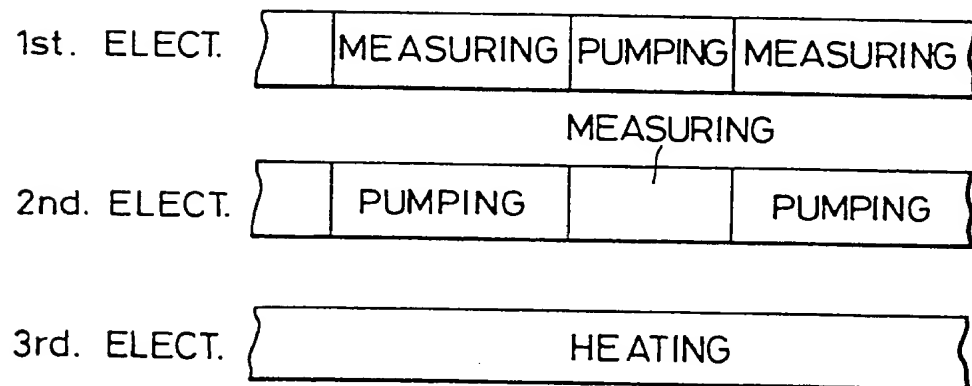 1st. ELECT. MEASURING PUMPING MEASURING
MEASURING
2nd. ELECT. PUMPING PUMPING
3rd. ELECT. HEATING